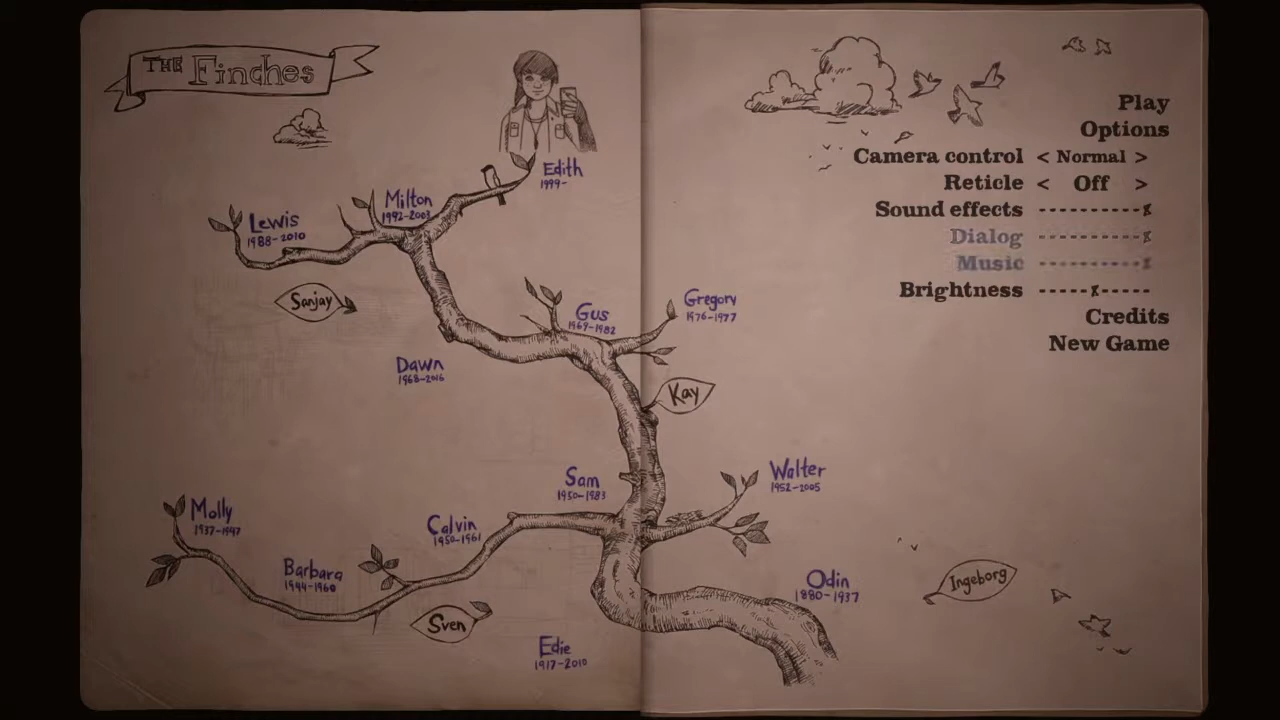 THE Finches
Edith
1999-
Milton
1992-2003
Lewis
1988-2010
Sanjay
Gus
1969-1982
Gregory
1976-1977
Dawn
1968-2016
Kay
Sam
1950-1983
Walter
1952-2005
Molly
1937-1947
Calvin
1950-1961
Barbara
1944-1960
Sven
Edie
1917-2010
Odin
1880-1937
Ingeborg
Play
Options
Camera control < Normal >
Reticle < Off >
Sound effects
Dialog
Music
Brightness
Credits
New Game